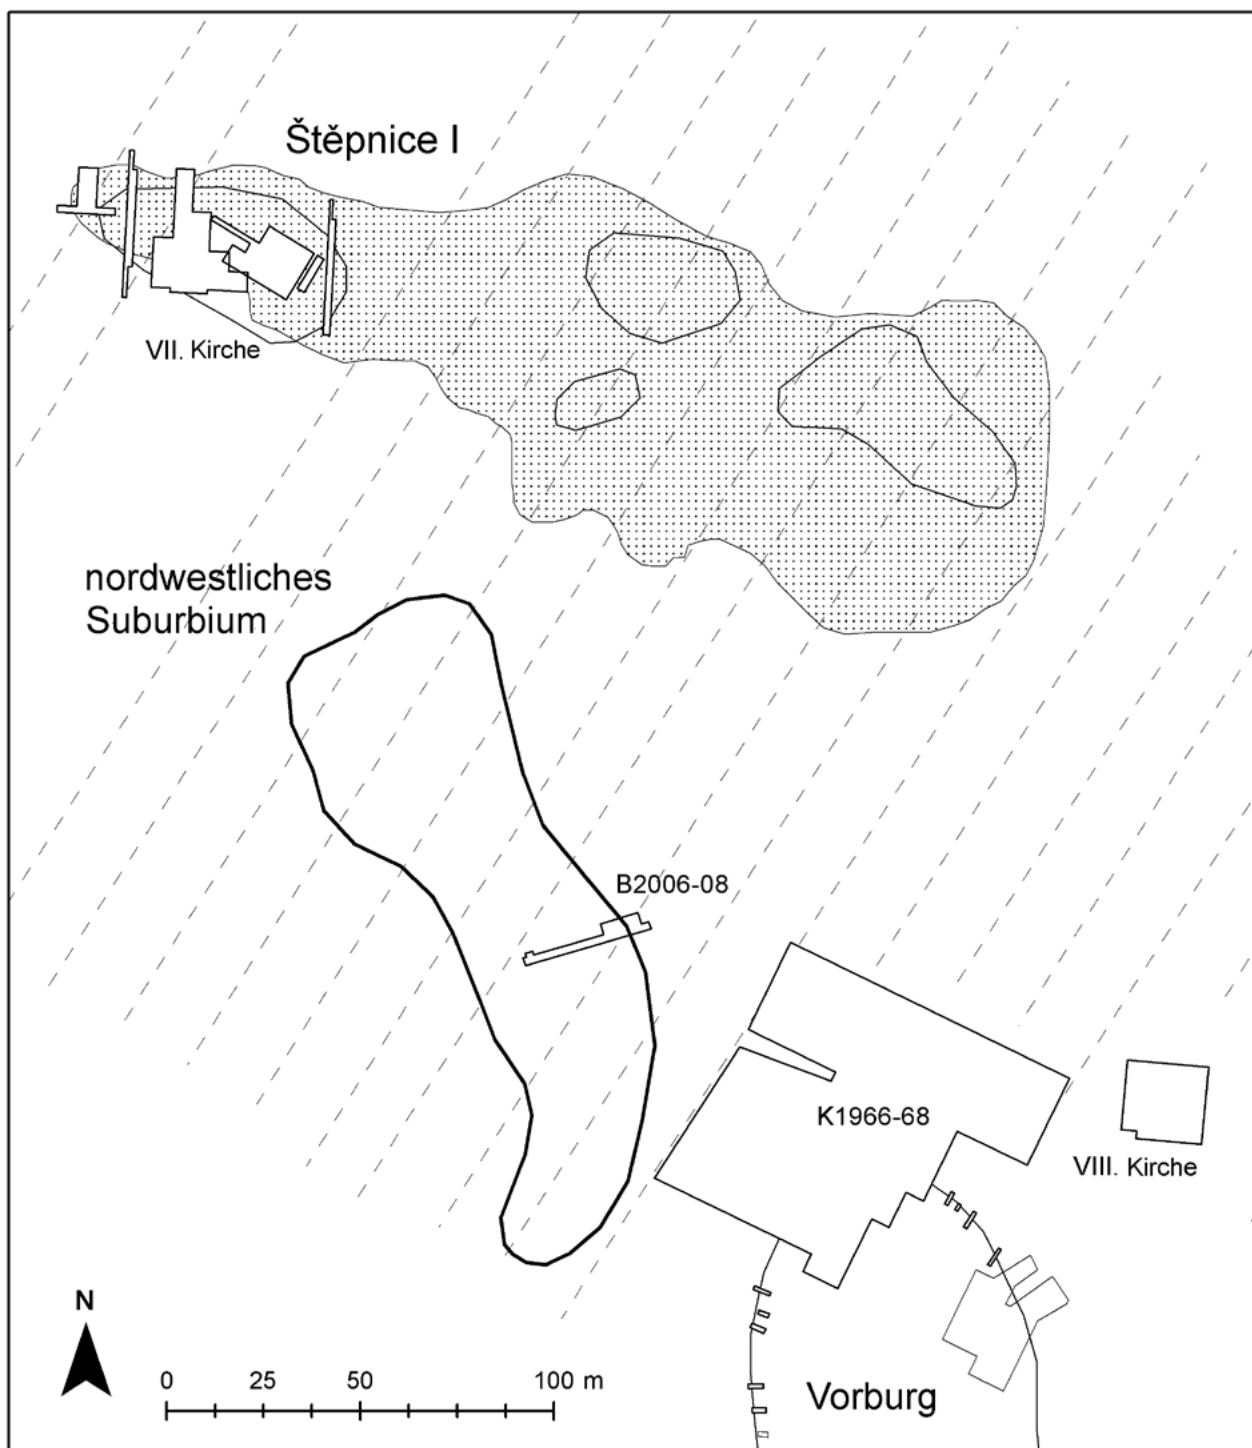 Štěpnice I
VII. Kirche
nordwestliches
Suburbium
B2006-08
K1966-68
VIII. Kirche
N
0 25 50 100 m
Vorburg